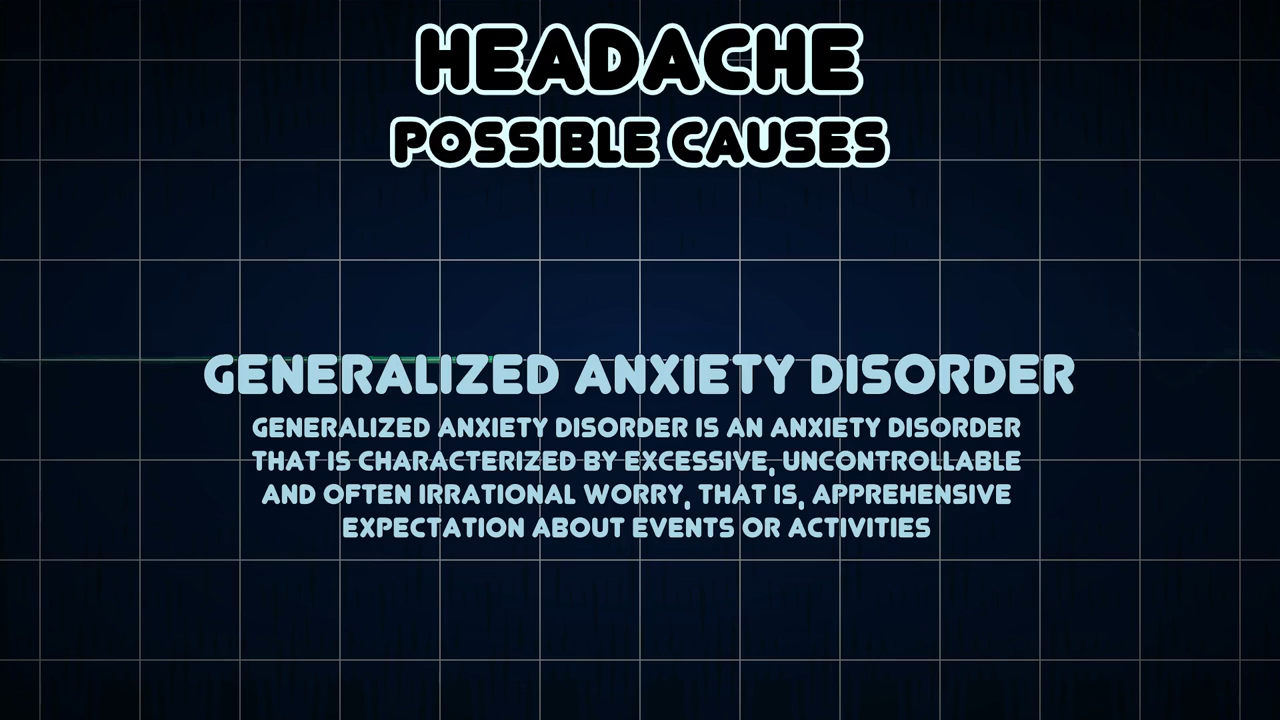 HEADACHE
POSSIBLE CAUSES
GENERALIZED ANXIETY DISORDER
GENERALIZED ANXIETY DISORDER IS AN ANXIETY DISORDER
THAT IS CHARACTERIZED BY EXCESSIVE, UNCONTROLLABLE
AND OFTEN IRRATIONAL WORRY, THAT IS, APPREHENSIVE
EXPECTATION ABOUT EVENTS OR ACTIVITIES